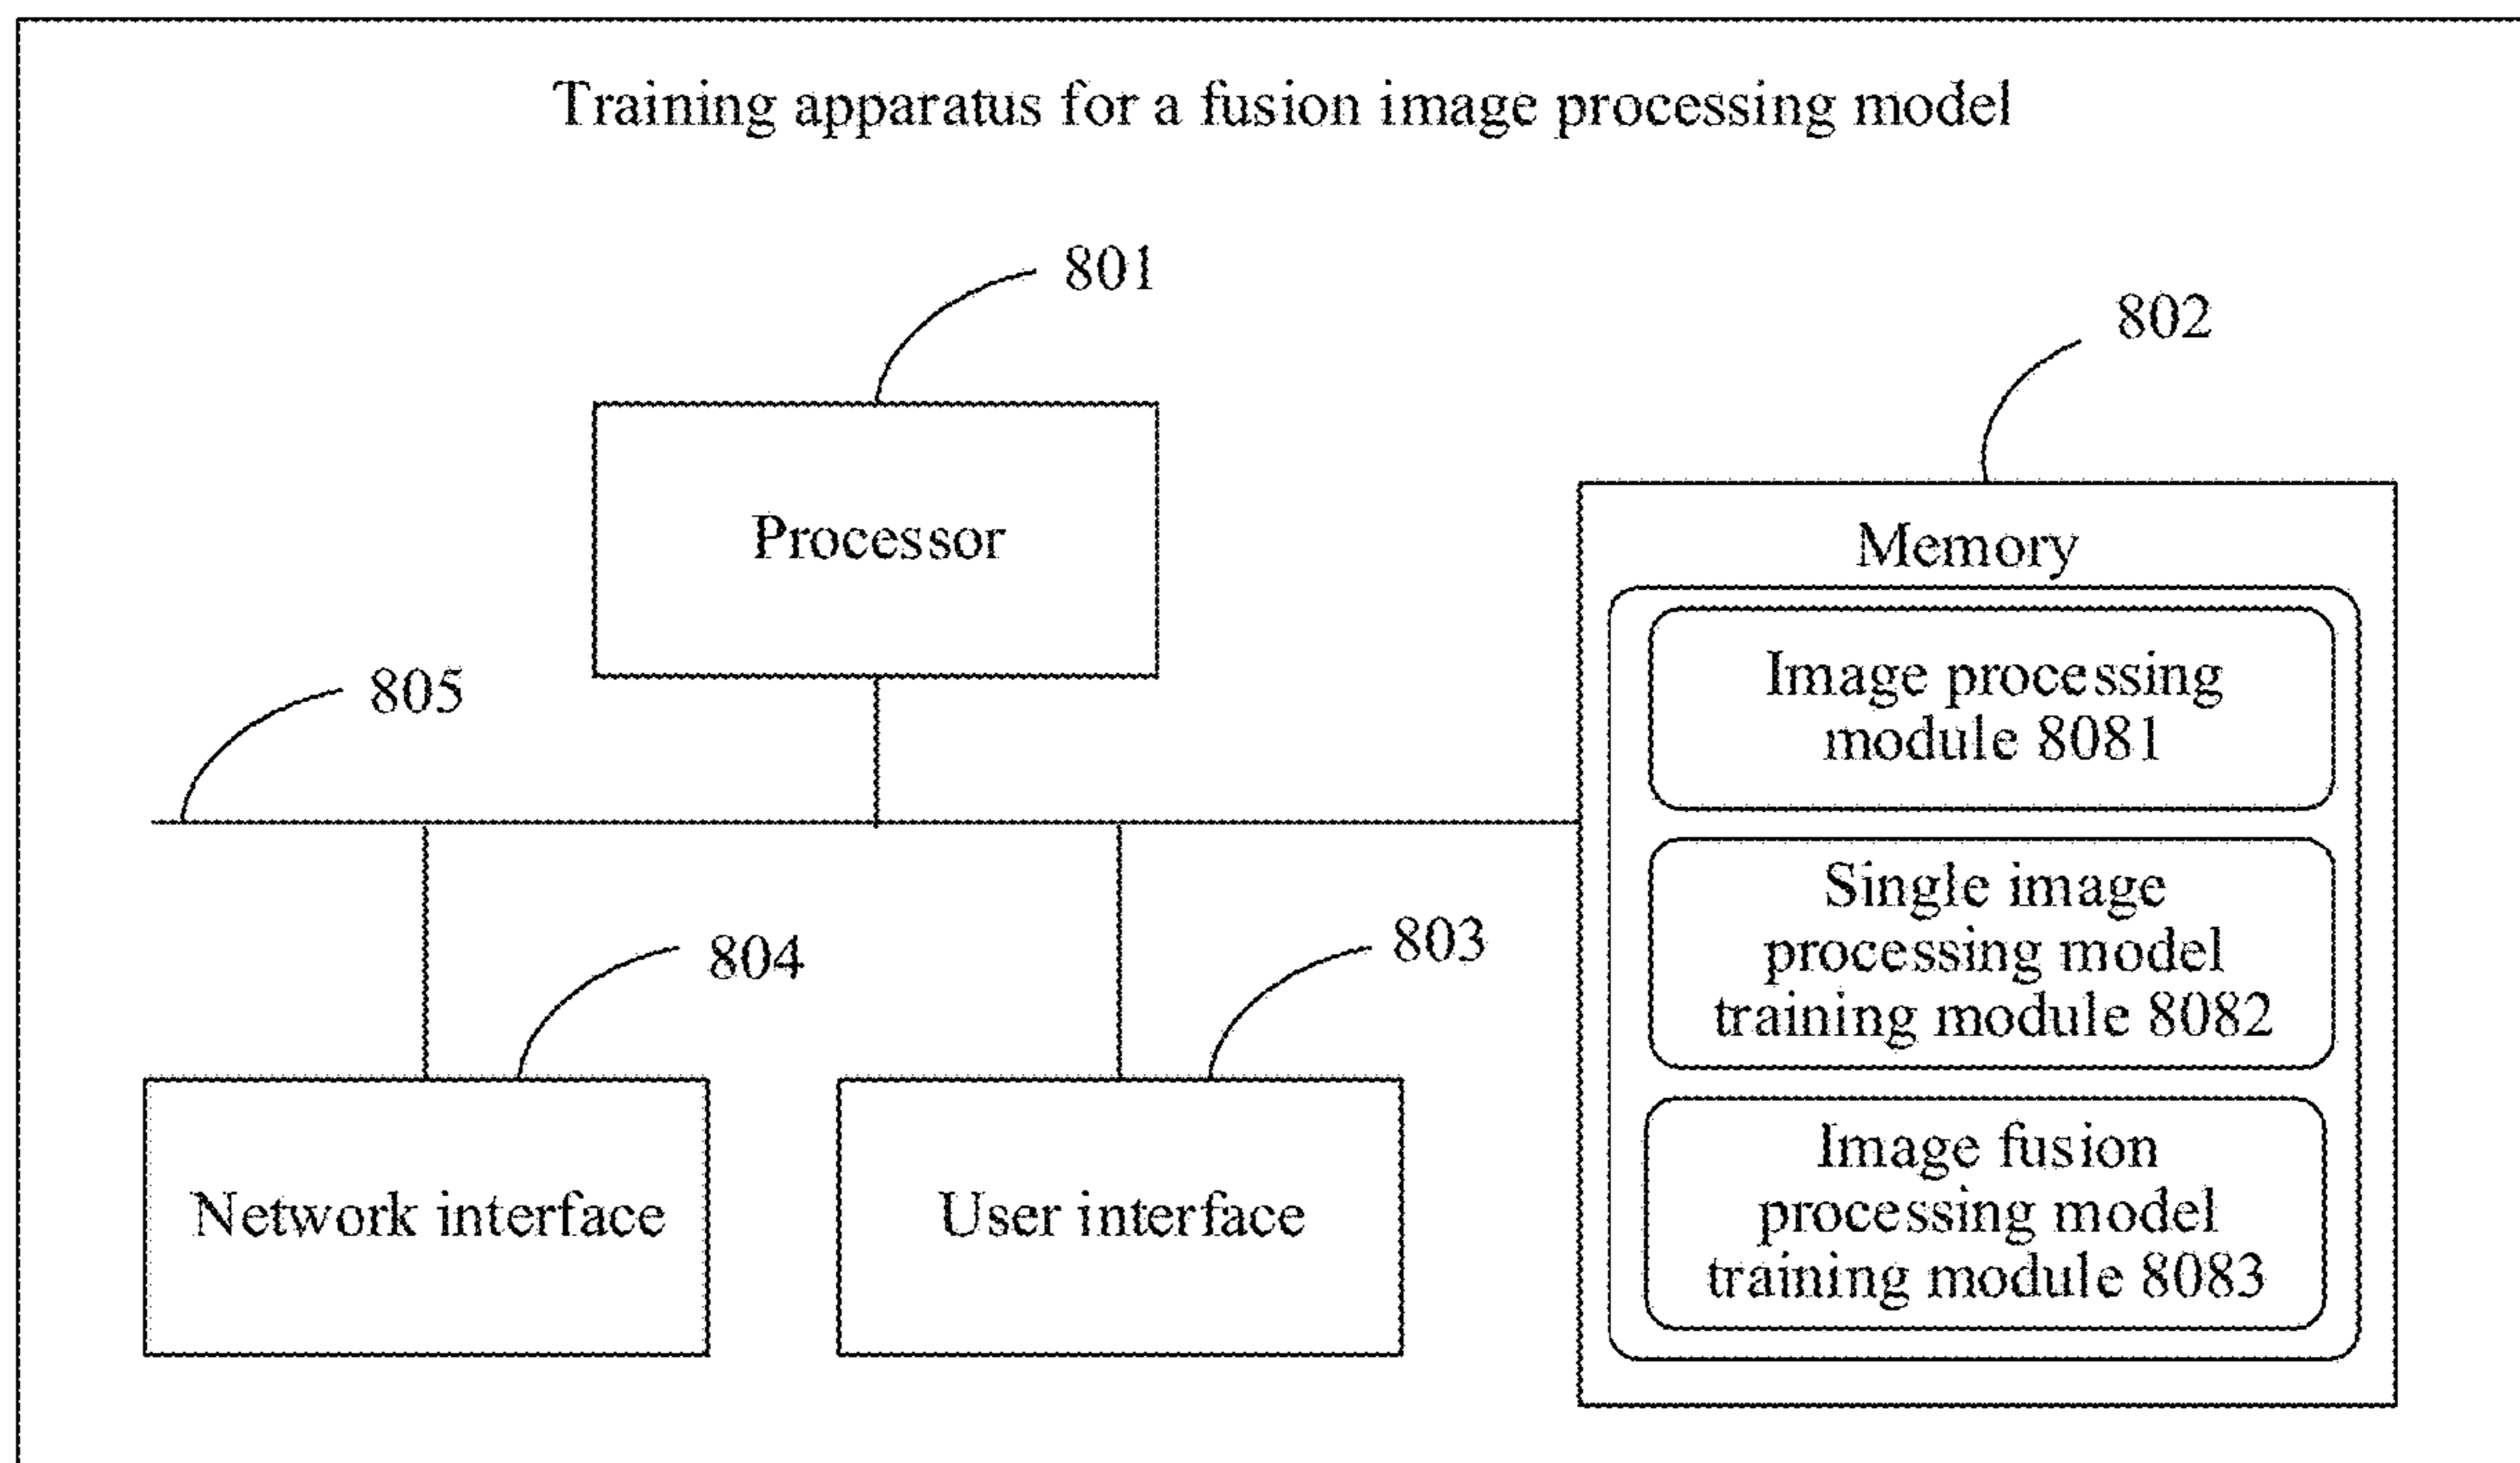 Training apparatus for a fusion image processing model
801
802
Processor
Memory
805
Image processing
module 8081
Single image
processing model
training module 8082
804
803
Image fusion
processing model
training module 8083
Network interface
User interface